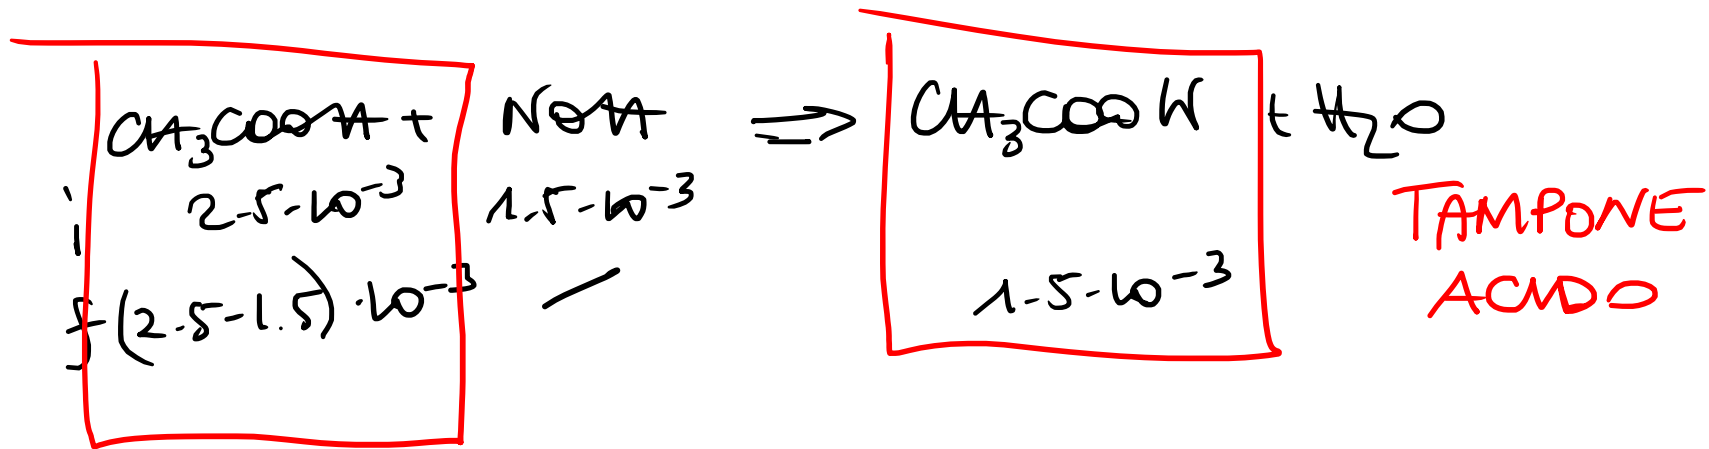 CH₃COOH + NaOH ⇒ CH₃COONa + H₂O
i 2.5·10⁻³ 1.5·10⁻³
f (2.5-1.5)·10⁻³ / 1.5·10⁻³
TAMPONE
ACIDO